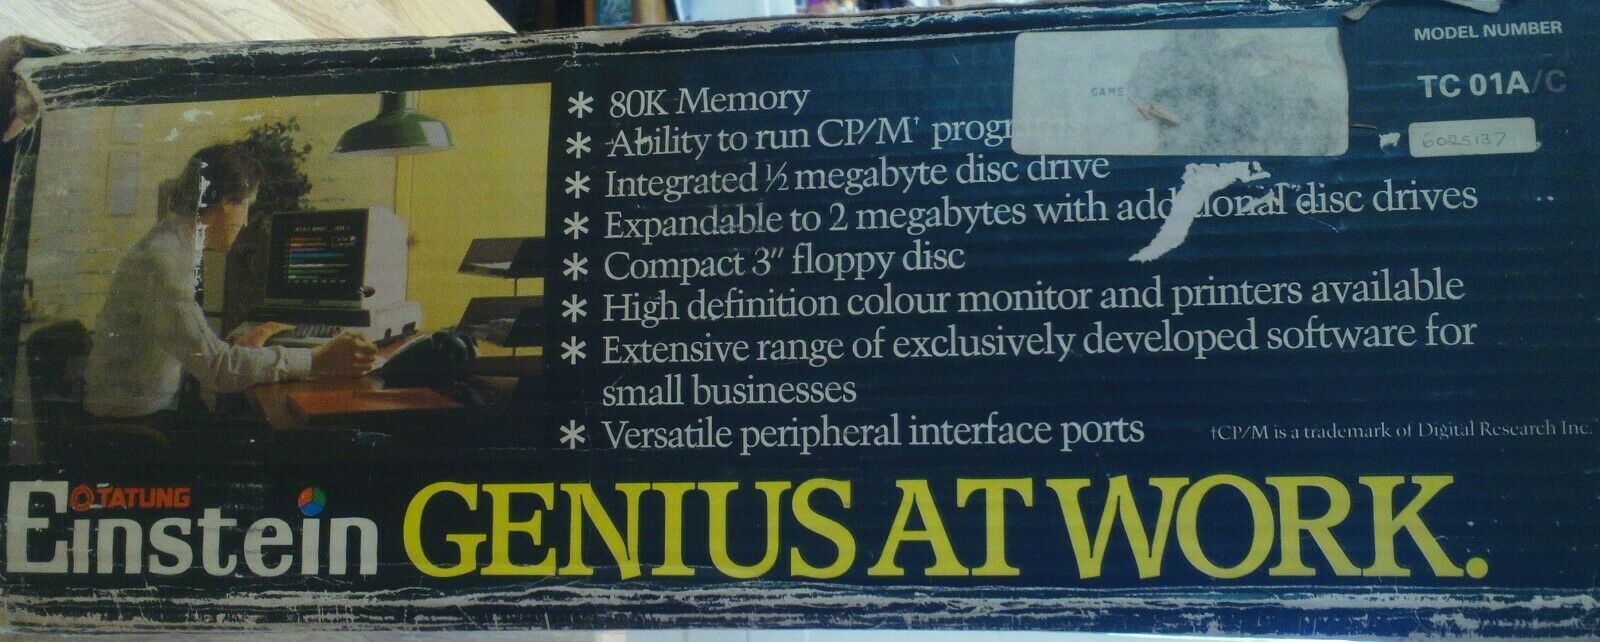 MODEL NUMBER
TC 01A/C
6025137
GAME
* 80K Memory
* Ability to run CP/M†
* Integrated ½ megabyte disc drive
* Expandable to 2 megabytes with additional disc drives
* Compact 3" floppy disc
* High definition colour monitor and printers available
* Extensive range of exclusively developed software for
small businesses
* Versatile peripheral interface ports
†CP/M is a trademark of Digital Research Inc.
TATUNG
Einstein GENIUS AT WORK.